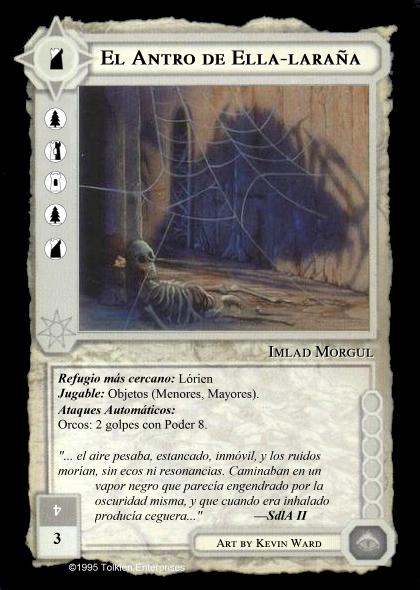 El Antro de Ella-laraña
Imlad Morgul
Refugio más cercano: Lórien
Jugable: Objetos (Menores, Mayores).
Ataques Automáticos:
Orcos: 2 golpes con Poder 8.
"... el aire pesaba, estancado, inmóvil, y los ruidos
morían, sin ecos ni resonancias. Caminaban en un
vapor negro que parecía engendrado por la
oscuridad misma, y que cuando era inhalado
producía ceguera..." —SdlA II
4
3
Art by Kevin Ward
©1995 Tolkien Enterprises